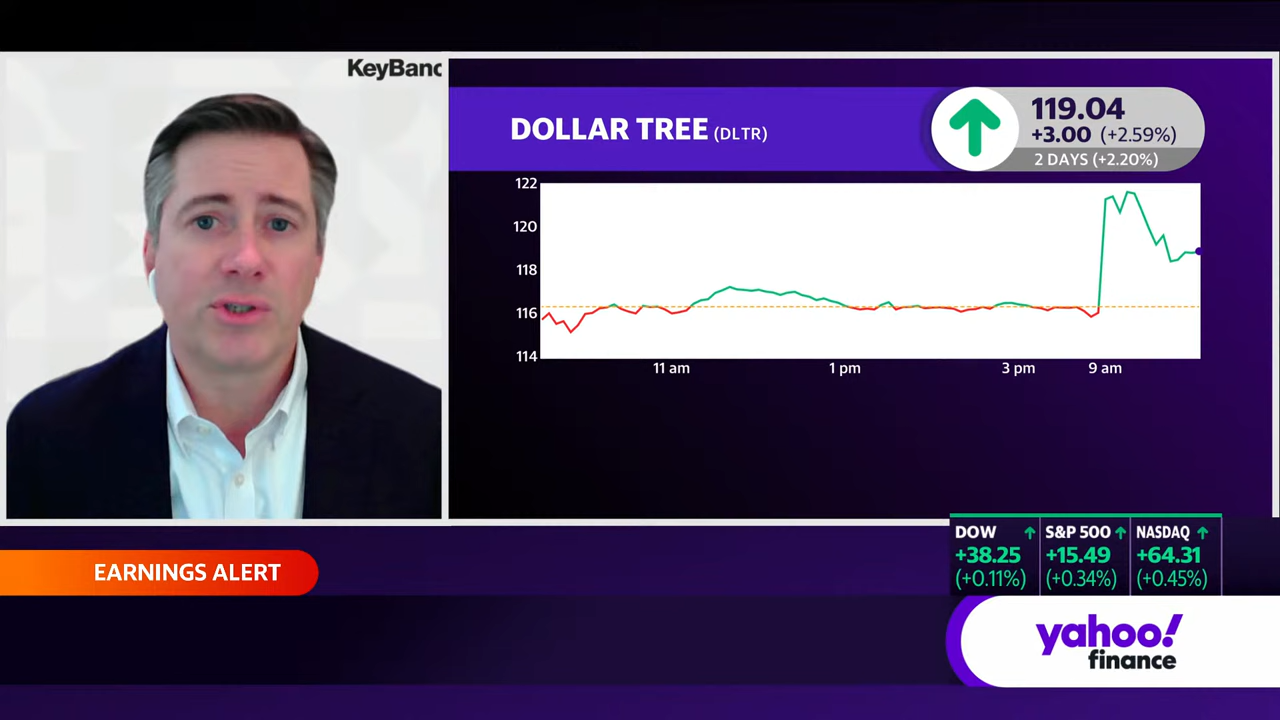 KeyBanc
DOLLAR TREE (DLTR)
119.04
+3.00 (+2.59%)
2 DAYS (+2.20%)
122
120
118
116
114
11 am 1 pm 3 pm 9 am
EARNINGS ALERT
DOW
+38.25
(+0.11%)
S&P 500
+15.49
(+0.34%)
NASDAQ
+64.31
(+0.45%)
yahoo!
finance